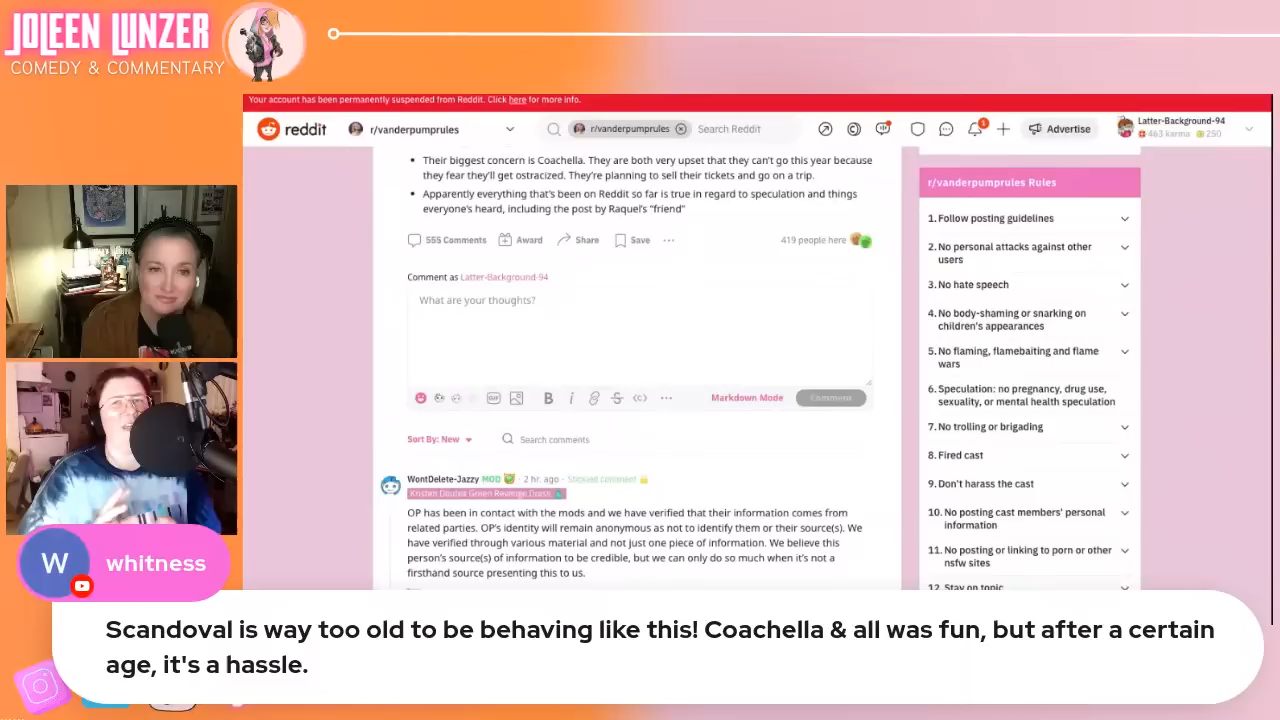 JOLEEN LUNZER
COMEDY & COMMENTARY
Your account has been permanently suspended from Reddit. Click here for more info.
reddit
r/vanderpumprules
r/vanderpumprules
Search Reddit
1
Advertise
Latter-Background-94
463 karma
250
Their biggest concern is Coachella. They are both very upset that they can't go this year because
they fear they'll get ostracized. They're planning to sell their tickets and go on a trip.
Apparently everything that's been on Reddit so far is true in regard to speculation and things
everyone's heard, including the post by Raquel's "friend"
555 Comments
Award
Share
Save
419 people here
Comment as Latter-Background-94
What are your thoughts?
GIF
B
i
Markdown Mode
Comment
Sort By: New
Search comments
WontDelete-Jazzy MOD · 2 hr. ago · Stickied comment
Kristen Doutes Green Revenge Dress
OP has been in contact with the mods and we have verified that their information comes from
related parties. OP's identity will remain anonymous as not to identify them or their source(s). We
have verified through various material and not just one piece of information. We believe this
person's source(s) of information to be credible, but we can only do so much when it's not a
firsthand source presenting this to us.
r/vanderpumprules Rules
1. Follow posting guidelines
2. No personal attacks against other
users
3. No hate speech
4. No body-shaming or snarking on
children's appearances
5. No flaming, flamebaiting and flame
wars
6. Speculation: no pregnancy, drug use,
sexuality, or mental health speculation
7. No trolling or brigading
8. Fired cast
9. Don't harass the cast
10. No posting cast members' personal
information
11. No posting or linking to porn or other
nsfw sites
12. Stay on topic
W
whitness
Scandoval is way too old to be behaving like this! Coachella & all was fun, but after a certain
age, it's a hassle.